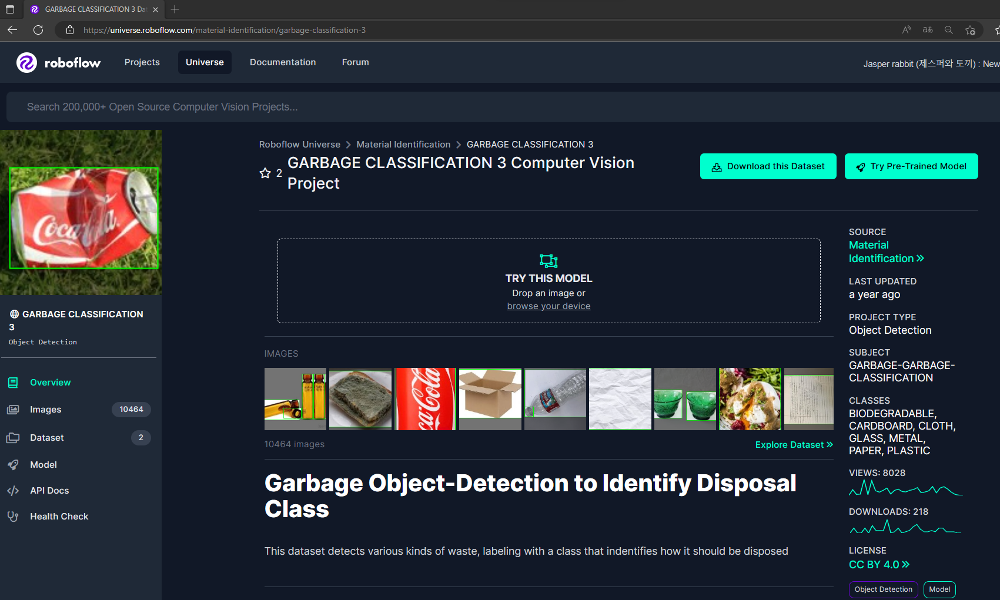 GARBAGE CLASSIFICATION 3 Da
https://universe.roboflow.com/material-identification/garbage-classification-3
roboflow
Projects
Universe
Documentation
Forum
Jasper rabbit (제스퍼와 토끼) : New
Search 200,000+ Open Source Computer Vision Projects...
Coca-Cola
GARBAGE CLASSIFICATION
3
Object Detection
Overview
Images 10464
Dataset 2
Model
API Docs
Health Check
Roboflow Universe > Material Identification > GARBAGE CLASSIFICATION 3
2
GARBAGE CLASSIFICATION 3 Computer Vision
Project
Download this Dataset
Try Pre-Trained Model
TRY THIS MODEL
Drop an image or
browse your device
IMAGES
10464 images
Explore Dataset »
Garbage Object-Detection to Identify Disposal
Class
This dataset detects various kinds of waste, labeling with a class that indentifies how it should be disposed
SOURCE
Material
Identification »
LAST UPDATED
a year ago
PROJECT TYPE
Object Detection
SUBJECT
GARBAGE-GARBAGE-
CLASSIFICATION
CLASSES
BIODEGRADABLE,
CARDBOARD, CLOTH,
GLASS, METAL,
PAPER, PLASTIC
VIEWS: 8028
DOWNLOADS: 218
LICENSE
CC BY 4.0 »
Object Detection
Model